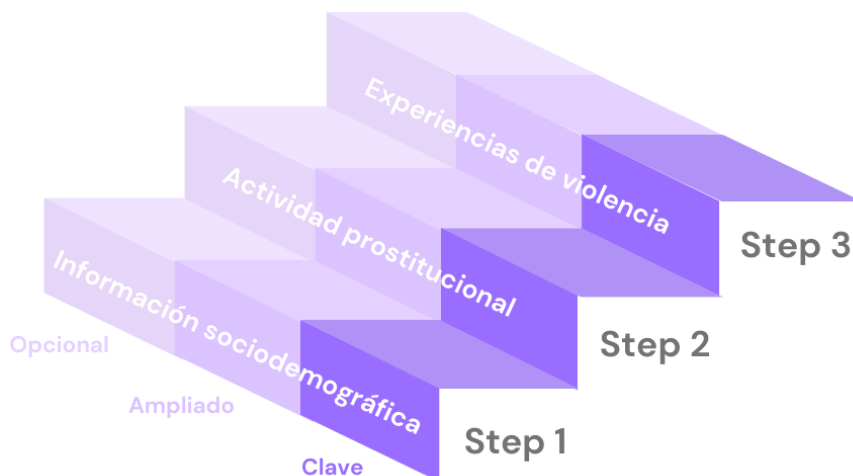 Experiencias de violencia
Step 3
Actividad prostitucional
Step 2
Información sociodemográfica
Step 1
Opcional
Ampliado
Clave